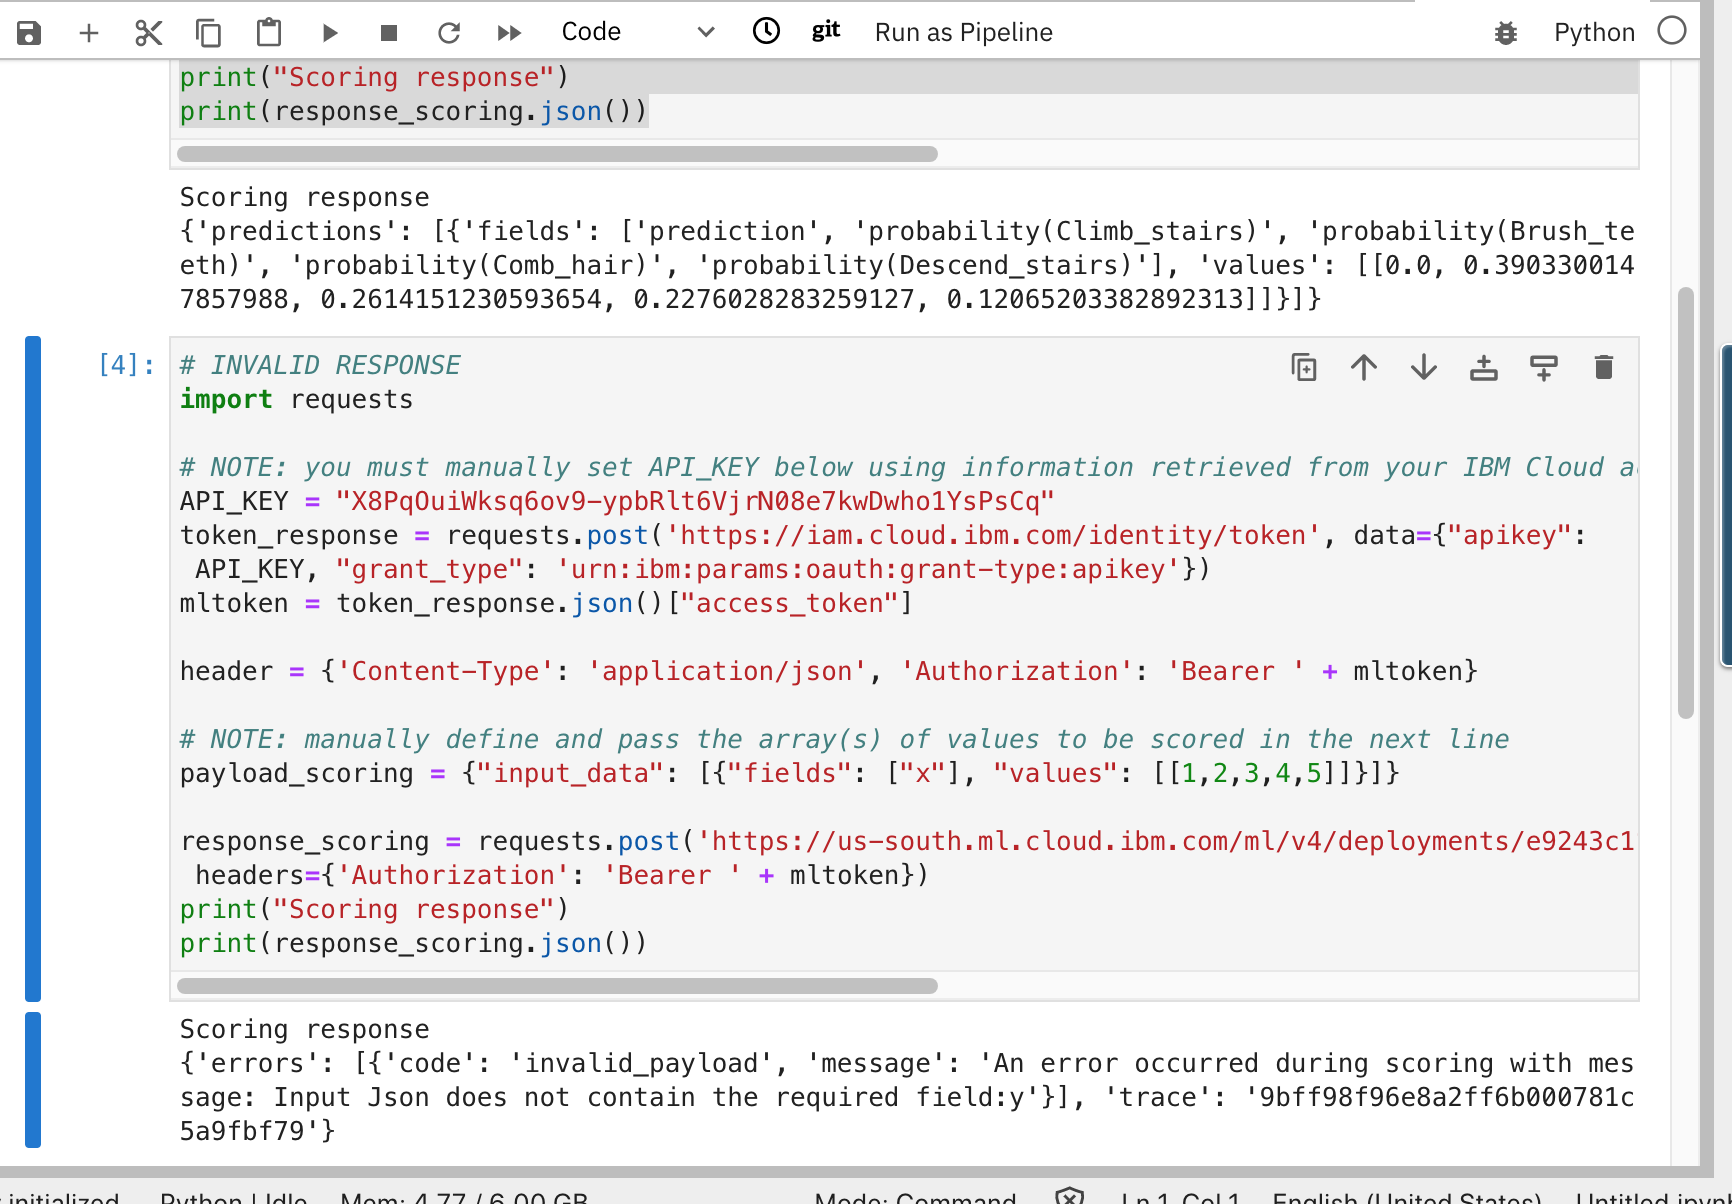 Code git Run as Pipeline Python
print("Scoring response")
print(response_scoring.json())
Scoring response
{'predictions': [{'fields': ['prediction', 'probability(Climb_stairs)', 'probability(Brush_te
eth)', 'probability(Comb_hair)', 'probability(Descend_stairs)'], 'values': [[0.0, 0.390330014
7857988, 0.2614151230593654, 0.2276028283259127, 0.12065203382892313]]}]}
[4]: # INVALID RESPONSE
import requests
# NOTE: you must manually set API_KEY below using information retrieved from your IBM Cloud a
API_KEY = "X8PqOuiWksq6ov9-ypbRlt6VjrN08e7kwDwho1YsPsCq"
token_response = requests.post('https://iam.cloud.ibm.com/identity/token', data={"apikey":
API_KEY, "grant_type": 'urn:ibm:params:oauth:grant-type:apikey'})
mltoken = token_response.json()["access_token"]
header = {'Content-Type': 'application/json', 'Authorization': 'Bearer ' + mltoken}
# NOTE: manually define and pass the array(s) of values to be scored in the next line
payload_scoring = {"input_data": [{"fields": ["x"], "values": [[1,2,3,4,5]]}]}
response_scoring = requests.post('https://us-south.ml.cloud.ibm.com/ml/v4/deployments/e9243c1
headers={'Authorization': 'Bearer ' + mltoken})
print("Scoring response")
print(response_scoring.json())
Scoring response
{'errors': [{'code': 'invalid_payload', 'message': 'An error occurred during scoring with mes
sage: Input Json does not contain the required field:y'}], 'trace': '9bff98f96e8a2ff6b000781c
5a9fbf79'}
initialized Python | Idle Mem: 4.77 / 6.00 GB Mode: Command Ln 1, Col 1 English (United States) Untitled.ipynb